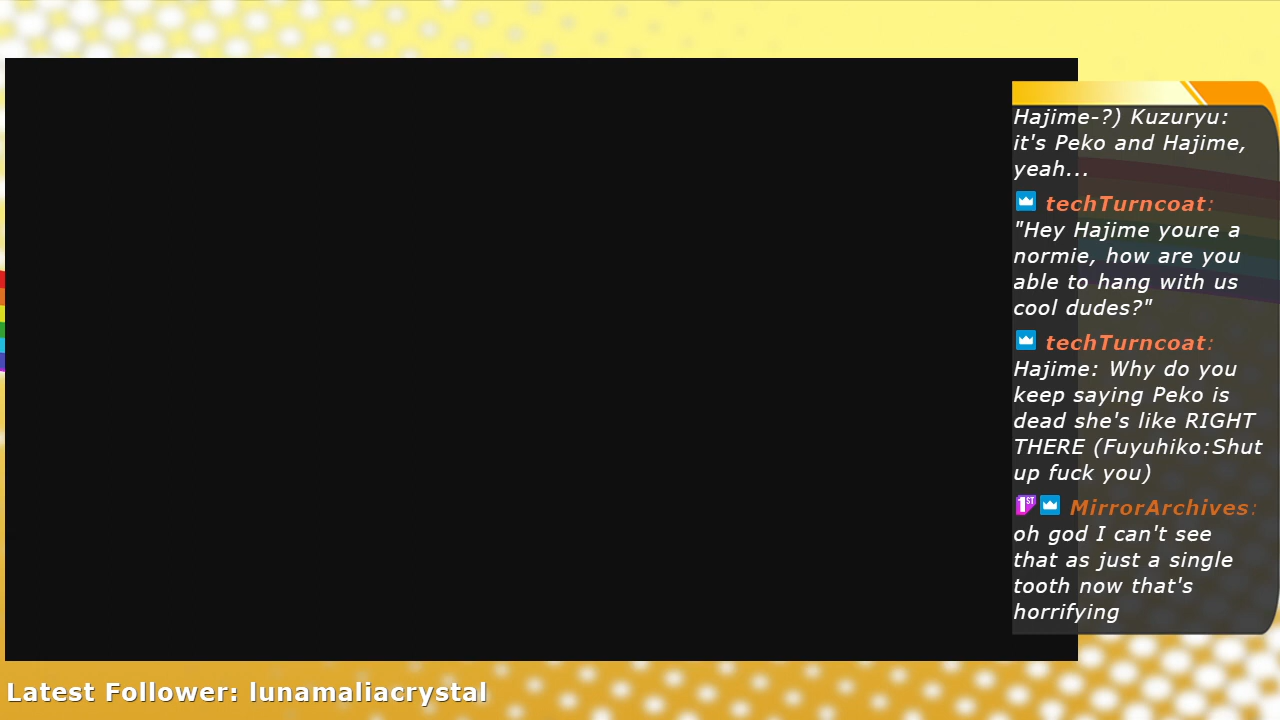 Hajime-?) Kuzuryu:
it's Peko and Hajime,
yeah...
techTurncoat:
"Hey Hajime youre a
normie, how are you
able to hang with us
cool dudes?"
techTurncoat:
Hajime: Why do you
keep saying Peko is
dead she's like RIGHT
THERE (Fuyuhiko:Shut
up fuck you)
1ST MirrorArchives:
oh god I can't see
that as just a single
tooth now that's
horrifying
Latest Follower: lunamaliacrystal